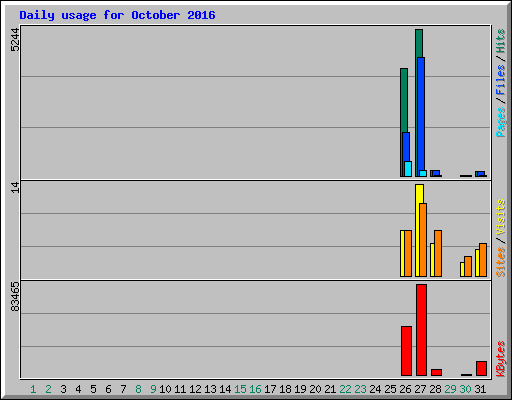 Daily usage for October 2016
5244
14
83465
Pages / Files / Hits
Sites / Visits
KBytes
1 2 3 4 5 6 7 8 9 10 11 12 13 14 15 16 17 18 19 20 21 22 23 24 25 26 27 28 29 30 31